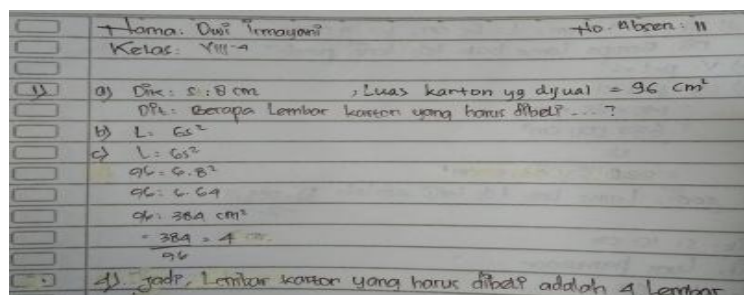 Nama: Dwi Irmayani No. Absen: 11
Kelas: VIII-4
1) a) Dik: s: 8 cm , Luas karton yg dijual = 96 cm²
Dit: Berapa Lembar karton yang harus dibeli ...?
b) L: 6s²
c) L: 6s²
96: 6.8²
96: 6.64
96: 384 cm²
= 384 = 4
96
d) Jadi, Lembar karton yang harus dibeli adalah 4 Lembar